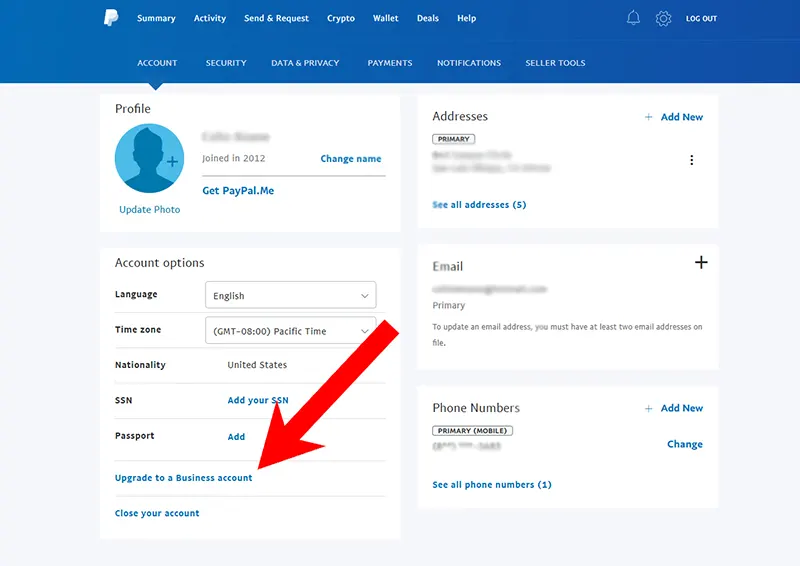 Summary Activity Send & Request Crypto Wallet Deals Help LOG OUT
ACCOUNT SECURITY DATA & PRIVACY PAYMENTS NOTIFICATIONS SELLER TOOLS
Profile
Joined in 2012
Change name
Get PayPal.Me
Update Photo
Account options
Language English
Time zone (GMT-08:00) Pacific Time
Nationality United States
SSN Add your SSN
Passport Add
Upgrade to a Business account
Close your account
Addresses
+ Add New
PRIMARY
See all addresses (5)
Email
Primary
To update an email address, you must have at least two email addresses on
file.
Phone Numbers
+ Add New
PRIMARY (MOBILE)
Change
See all phone numbers (1)